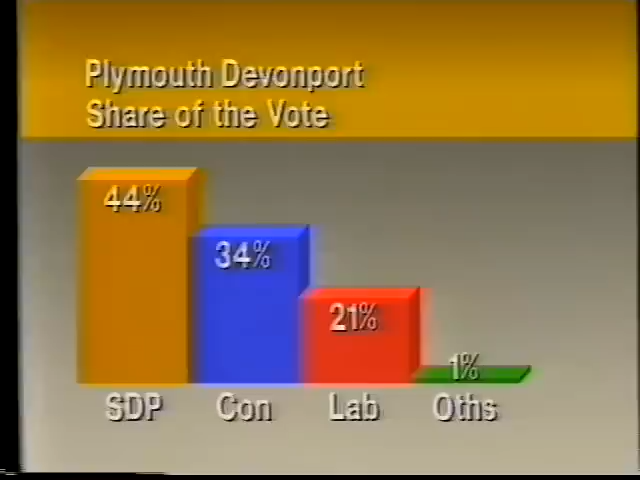 Plymouth Devonport
Share of the Vote
44%
34%
21%
1%
SDP Con Lab Oths